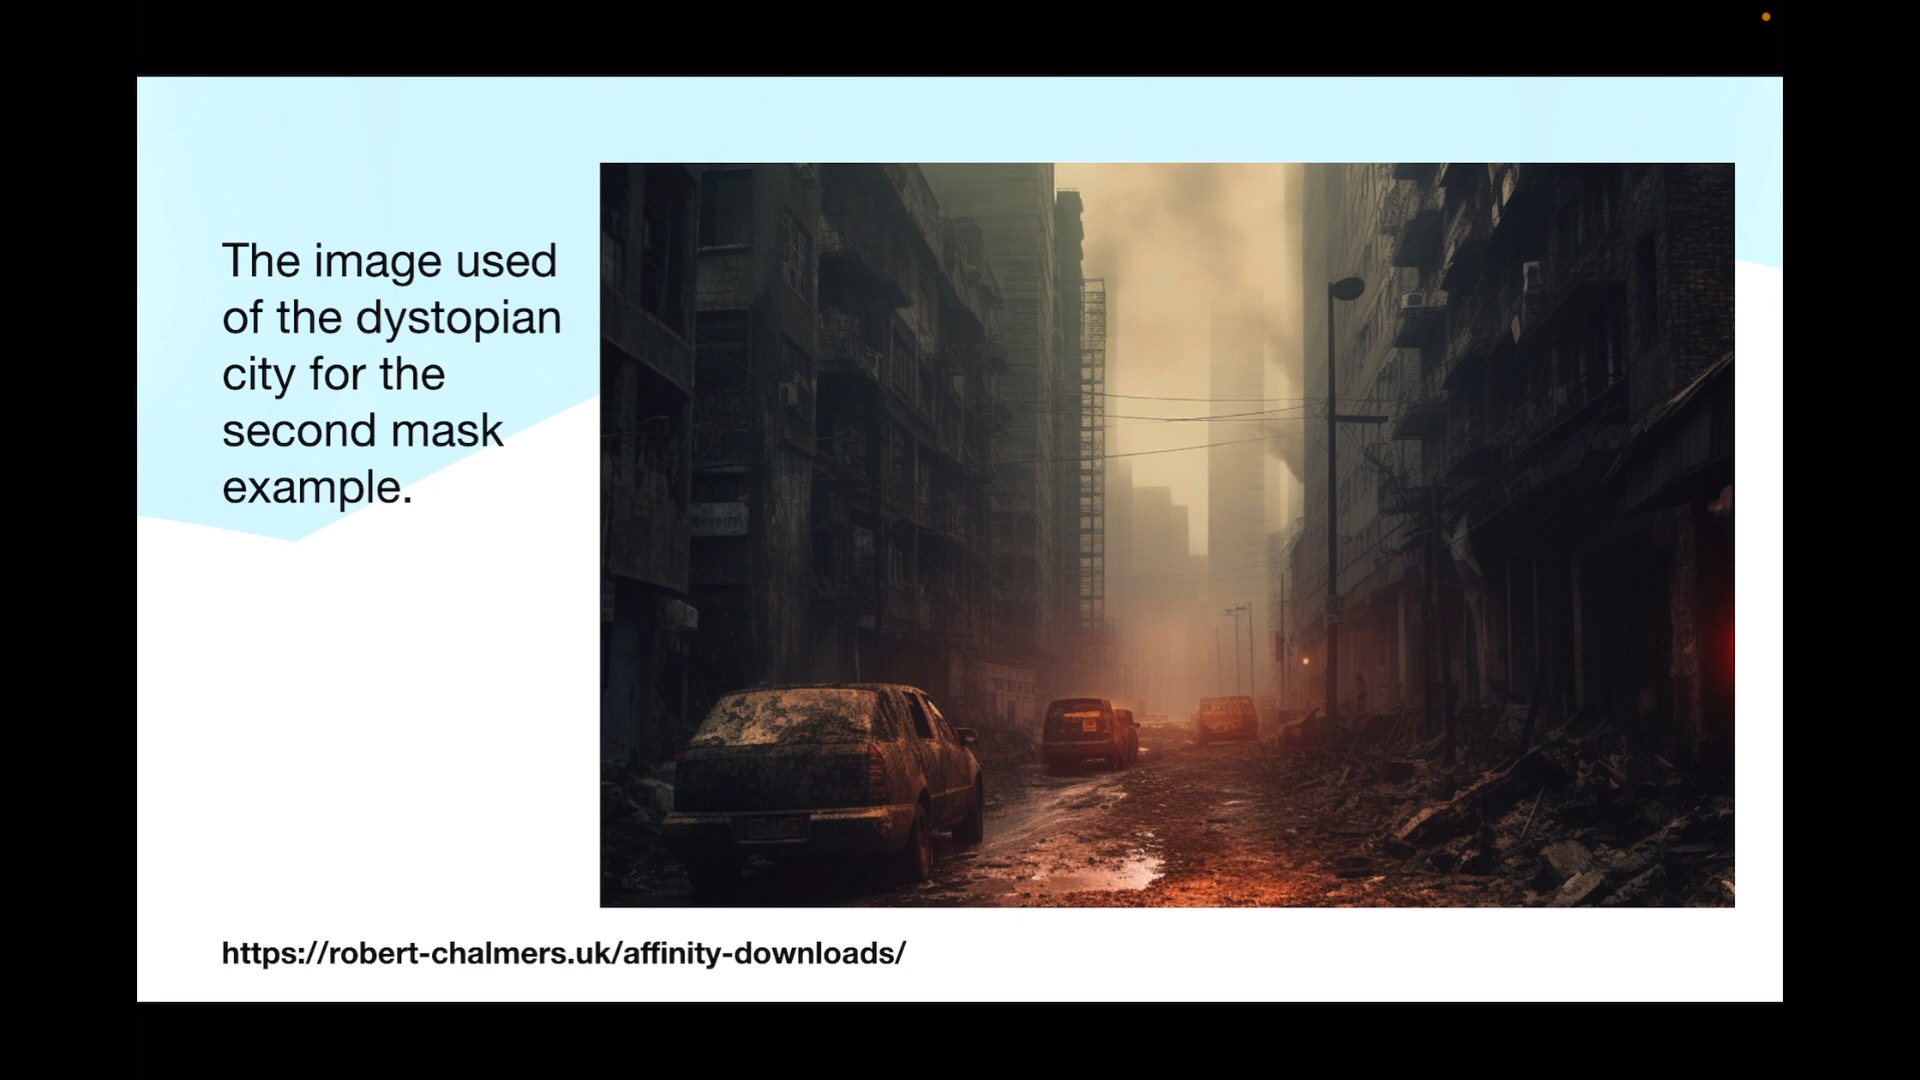 The image used
of the dystopian
city for the
second mask
example.
https://robert-chalmers.uk/affinity-downloads/